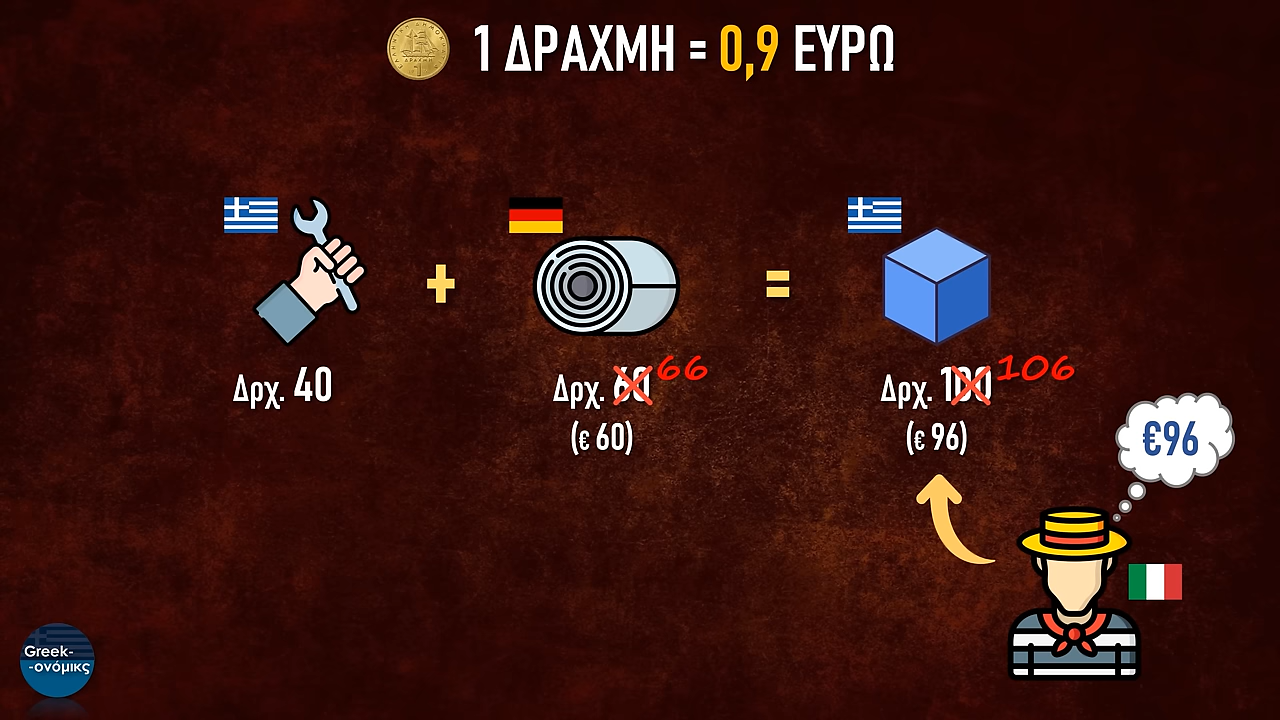 1 ΔΡΑΧΜΗ = 0,9 ΕΥΡΩ
+
=
Δρχ. 40
Δρχ. 60 66
(€ 60)
Δρχ. 100 106
(€ 96)
€96
Greek-
-ονόμικς